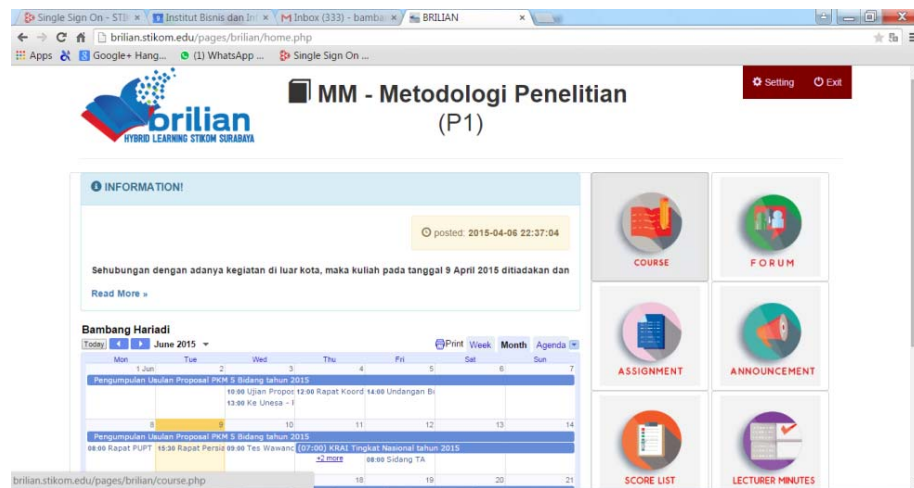 Single Sign On - STI
Institut Bisnis dan In
Inbox (333) - bamba
BRILIAN
brilian.stikom.edu/pages/brilian/home.php
Apps
Google+ Hang...
(1) WhatsApp ...
Single Sign On ...
brilian
HYBRID LEARNING STIKOM SURABAYA
MM - Metodologi Penelitian
(P1)
Setting
Exit
INFORMATION!
posted: 2015-04-06 22:37:04
Sehubungan dengan adanya kegiatan di luar kota, maka kuliah pada tanggal 9 April 2015 ditiadakan dan
Read More »
COURSE
FORUM
ASSIGNMENT
ANNOUNCEMENT
SCORE LIST
LECTURER MINUTES
Bambang Hariadi
Today June 2015 Print Week Month Agenda
Mon Tue Wed Thu Fri Sat Sun
1 Jun 2 3 4 5 6 7
Pengumpulan Usulan Proposal PKM 5 Bidang tahun 2015
10:00 Ujian Propos 12:00 Rapat Koord 14:00 Undangan Bi
13:00 Ke Unesa -
8 9 10 11 12 13 14
Pengumpulan Usulan Proposal PKM 5 Bidang tahun 2015
08:00 Rapat PUPT 15:30 Rapat Persia 09:00 Tes Wawanc (07:00) KRAI Tingkat Nasional tahun 2015
+2 more 08:00 Sidang TA
18 19 20 21
brilian.stikom.edu/pages/brilian/course.php